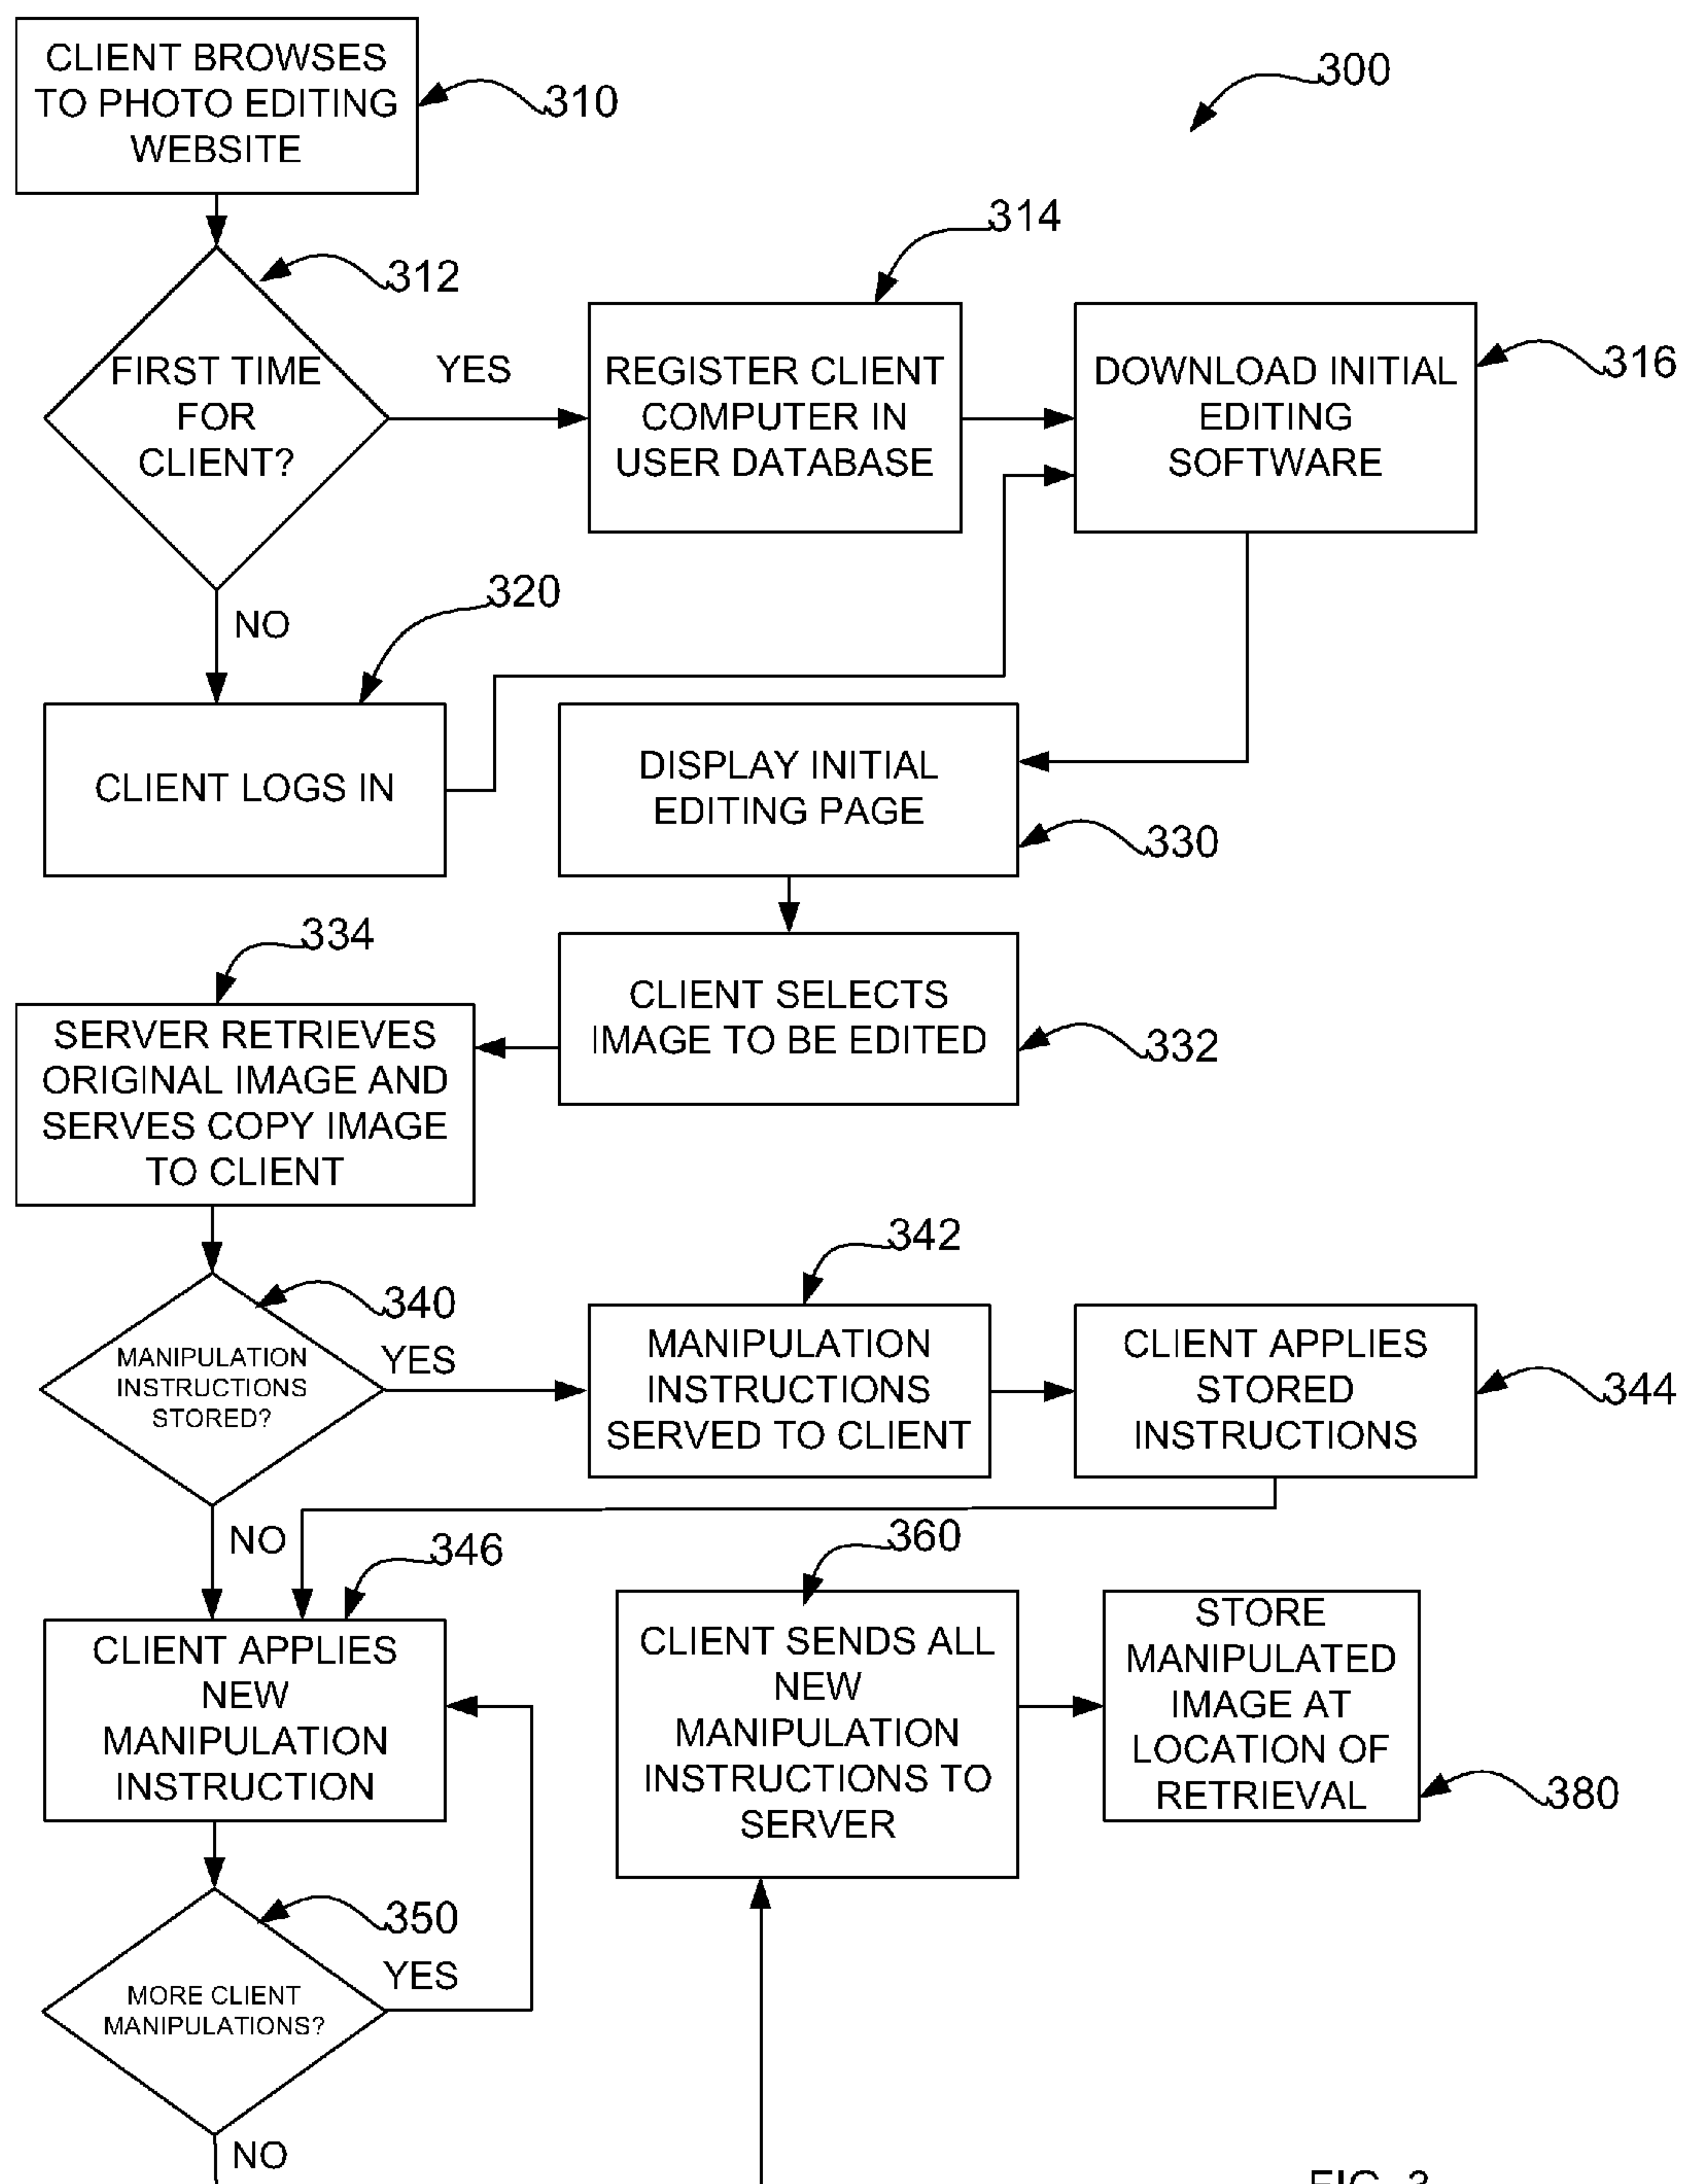 CLIENT BROWSES
TO PHOTO EDITING
WEBSITE
310
300
312
314
FIRST TIME
FOR
CLIENT?
YES
REGISTER CLIENT
COMPUTER IN
USER DATABASE
DOWNLOAD INITIAL
EDITING
SOFTWARE
316
NO
320
CLIENT LOGS IN
DISPLAY INITIAL
EDITING PAGE
330
334
CLIENT SELECTS
IMAGE TO BE EDITED
332
SERVER RETRIEVES
ORIGINAL IMAGE AND
SERVES COPY IMAGE
TO CLIENT
340
342
MANIPULATION
INSTRUCTIONS
STORED?
YES
MANIPULATION
INSTRUCTIONS
SERVED TO CLIENT
CLIENT APPLIES
STORED
INSTRUCTIONS
344
NO
346
360
CLIENT APPLIES
NEW
MANIPULATION
INSTRUCTION
CLIENT SENDS ALL
NEW
MANIPULATION
INSTRUCTIONS TO
SERVER
STORE
MANIPULATED
IMAGE AT
LOCATION OF
RETRIEVAL
380
350
YES
MORE CLIENT
MANIPULATIONS?
NO
FIG. 3